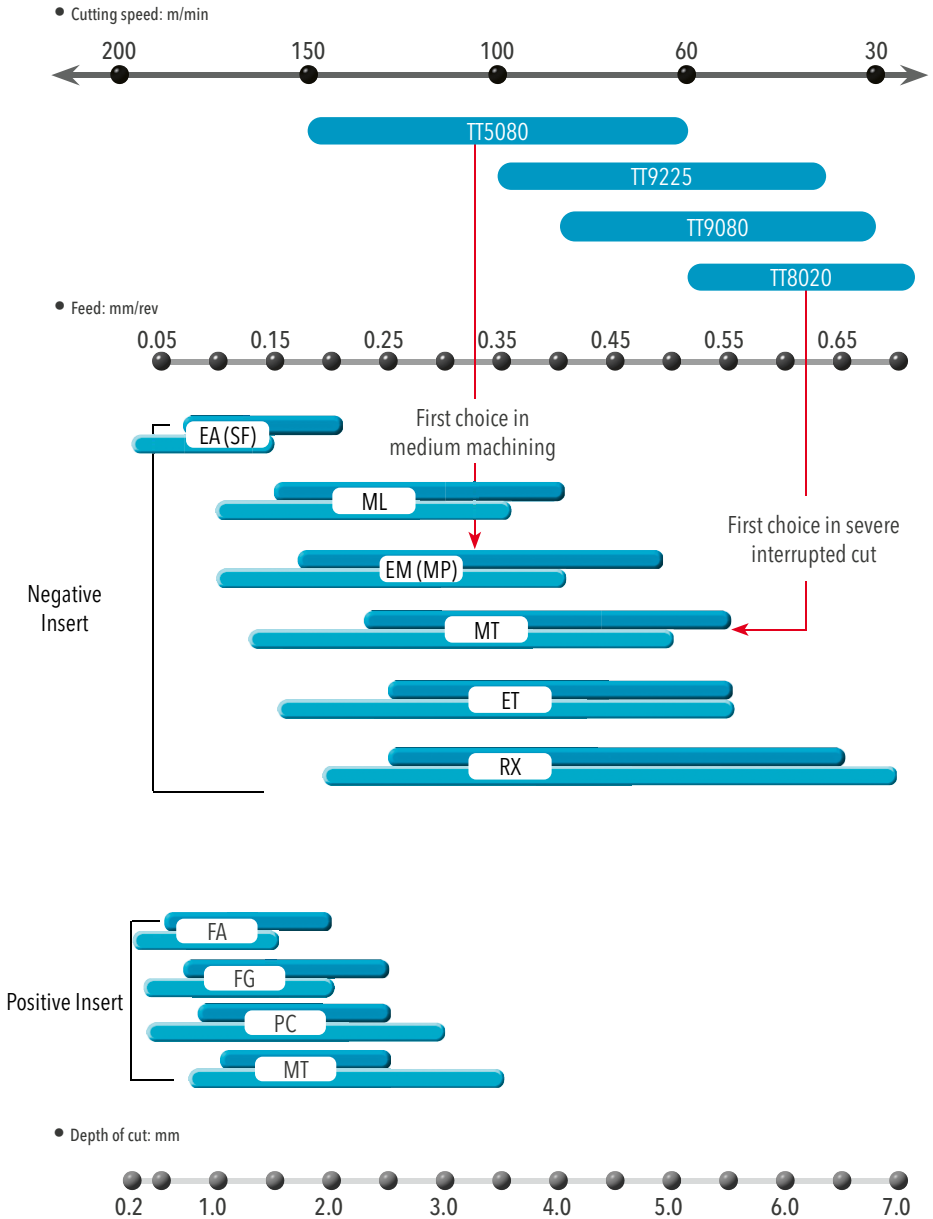 • Cutting speed: m/min
200 150 100 60 30
TT5080
TT9225
TT9080
TT8020
• Feed: mm/rev
0.05 0.15 0.25 0.35 0.45 0.55 0.65
First choice in
medium machining
EA (SF)
ML
First choice in severe
interrupted cut
EM (MP)
Negative
Insert
MT
ET
RX
FA
FG
Positive Insert
PC
MT
• Depth of cut: mm
0.2 1.0 2.0 3.0 4.0 5.0 6.0 7.0